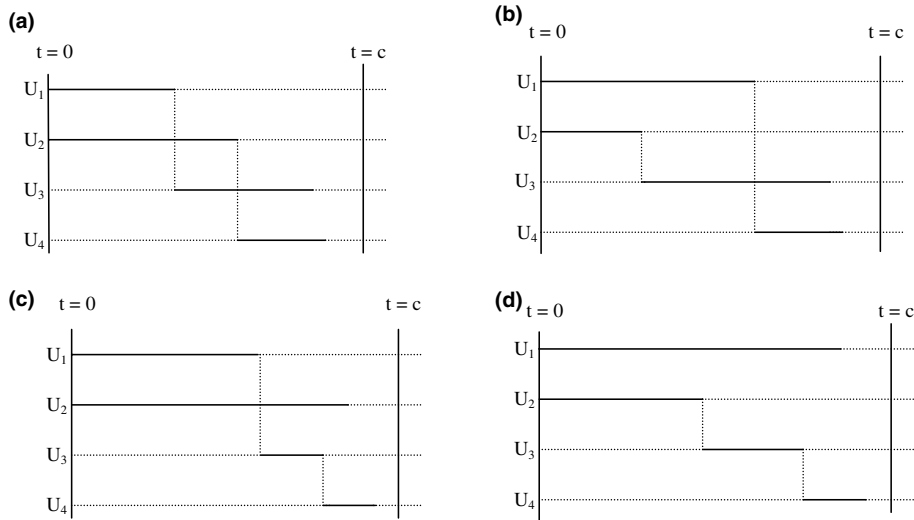 (a)
t = 0 t = c
U1
U2
U3
U4
(b)
t = 0 t = c
U1
U2
U3
U4
(c)
t = 0 t = c
U1
U2
U3
U4
(d)
t = 0 t = c
U1
U2
U3
U4